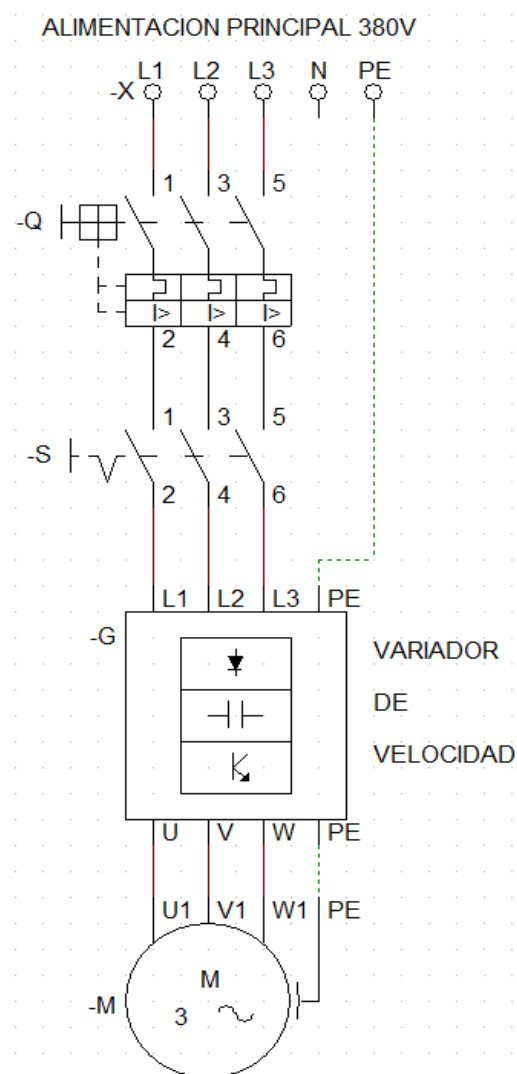 ALIMENTACION PRINCIPAL 380V
L1 L2 L3 N PE
-X
1 3 5
-Q
I> I> I>
2 4 6
1 3 5
-S
2 4 6
L1 L2 L3 PE
-G
VARIADOR
DE
VELOCIDAD
U V W PE
U1 V1 W1 PE
M
-M 3